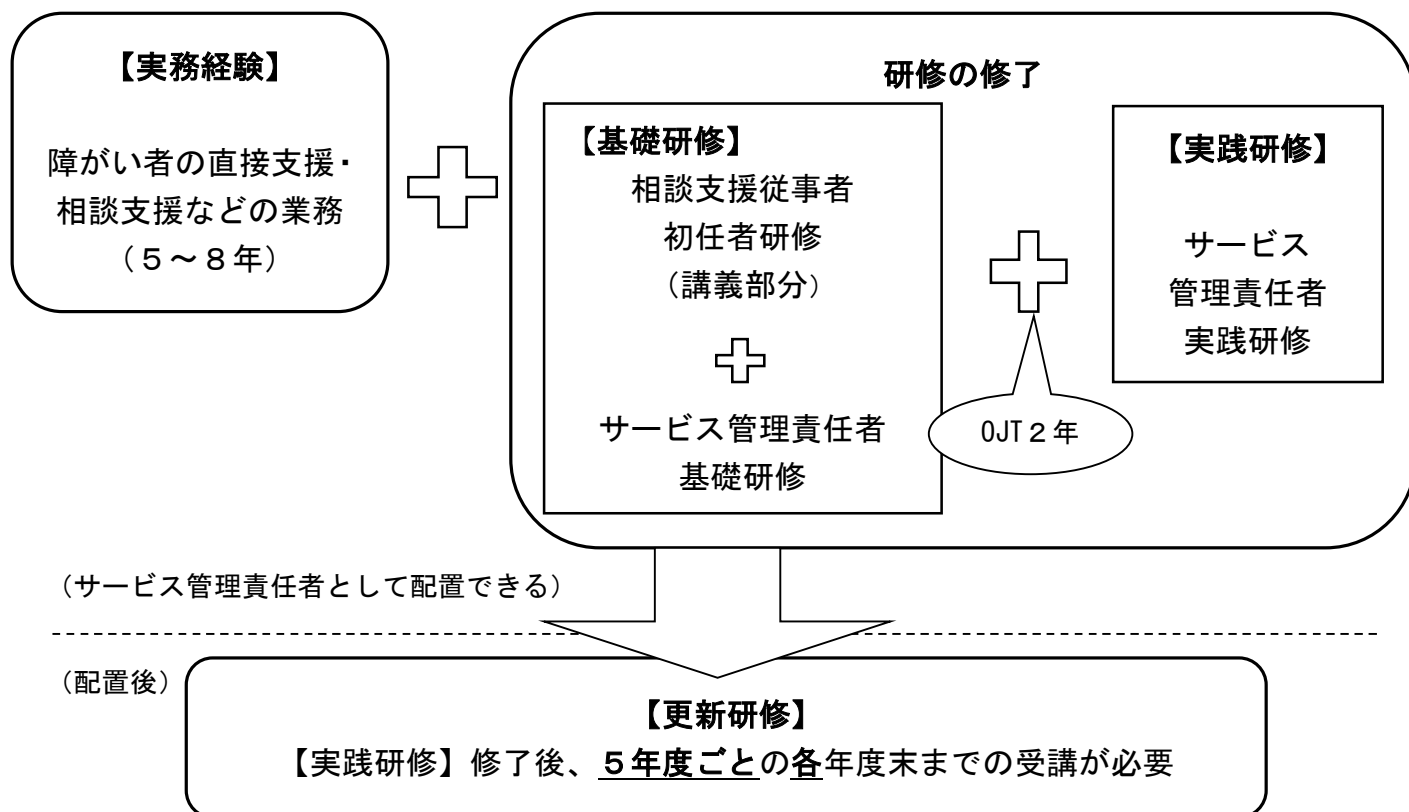 【実務経験】
障がい者の直接支援・
相談支援などの業務
（５～８年）
研修の修了
【基礎研修】
相談支援従事者
初任者研修
（講義部分）
サービス管理責任者
基礎研修
OJT２年
【実践研修】
サービス
管理責任者
実践研修
（サービス管理責任者として配置できる）
（配置後）
【更新研修】
【実践研修】修了後、５年度ごとの各年度末までの受講が必要